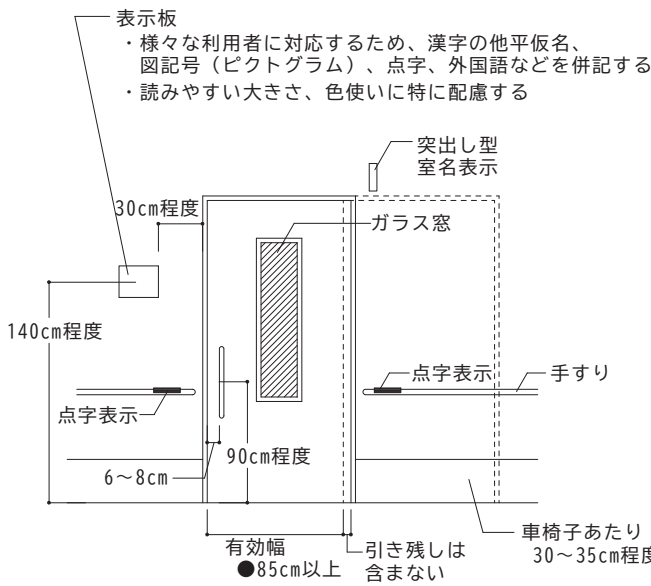 表示板
・様々な利用者に対応するため、漢字の他平仮名、
図記号（ピクトグラム）、点字、外国語などを併記する
・読みやすい大きさ、色使いに特に配慮する
突出し型
室名表示
30cm程度
ガラス窓
140cm程度
点字表示
手すり
点字表示
90cm程度
6～8cm
有効幅
●85cm以上
引き残しは
含まない
車椅子あたり
30～35cm程度